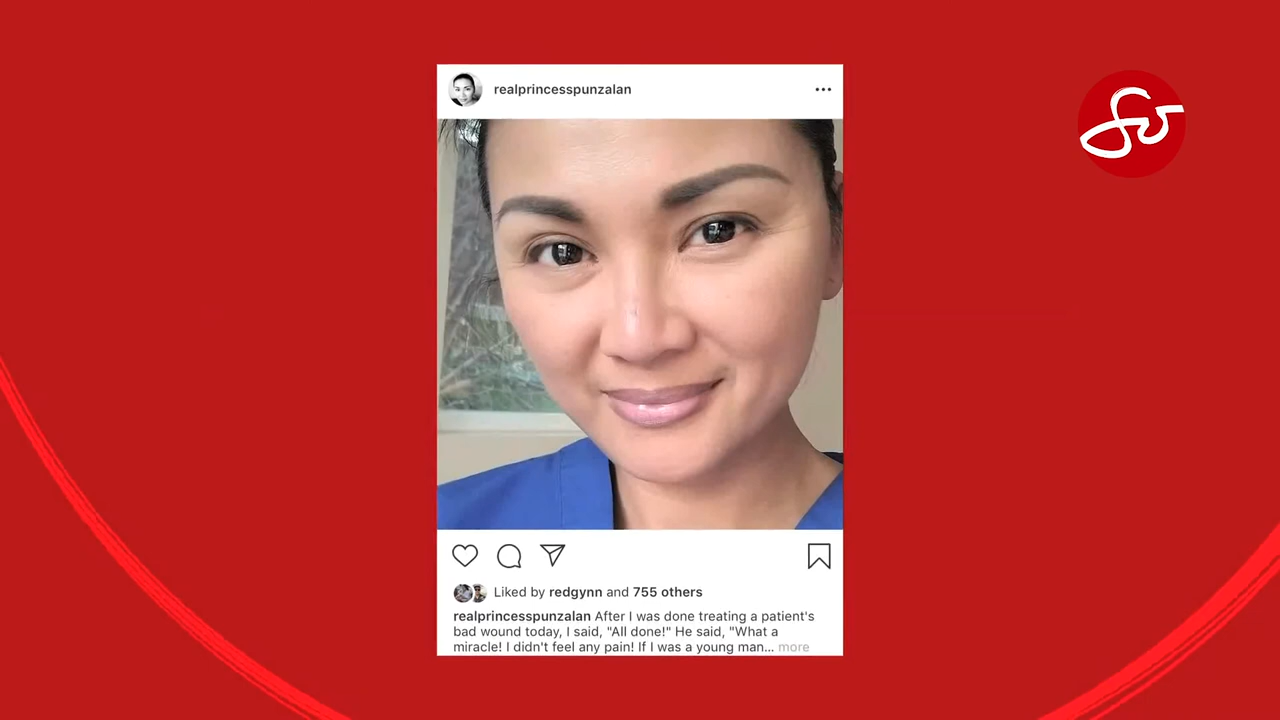 realprincesspunzalan
Liked by redgynn and 755 others
realprincesspunzalan After I was done treating a patient's
bad wound today, I said, "All done!" He said, "What a
miracle! I didn't feel any pain! If I was a young man... more